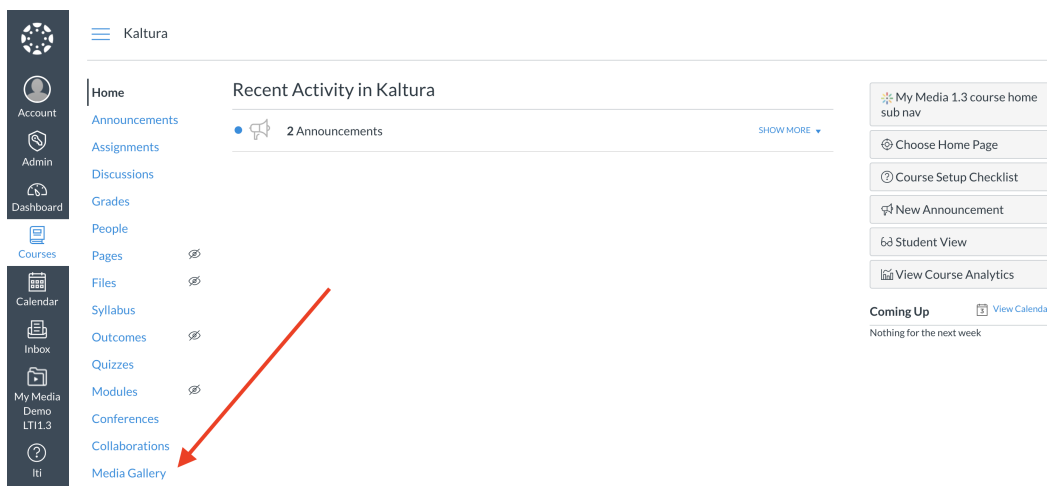 Kaltura
Account
Admin
Dashboard
Courses
Calendar
Inbox
My Media
Demo
LTI1.3
lti
Home
Announcements
Assignments
Discussions
Grades
People
Pages
Files
Syllabus
Outcomes
Quizzes
Modules
Conferences
Collaborations
Media Gallery
Recent Activity in Kaltura
2 Announcements
SHOW MORE
My Media 1.3 course home
sub nav
Choose Home Page
Course Setup Checklist
New Announcement
Student View
View Course Analytics
Coming Up
3 View Calenda
Nothing for the next week